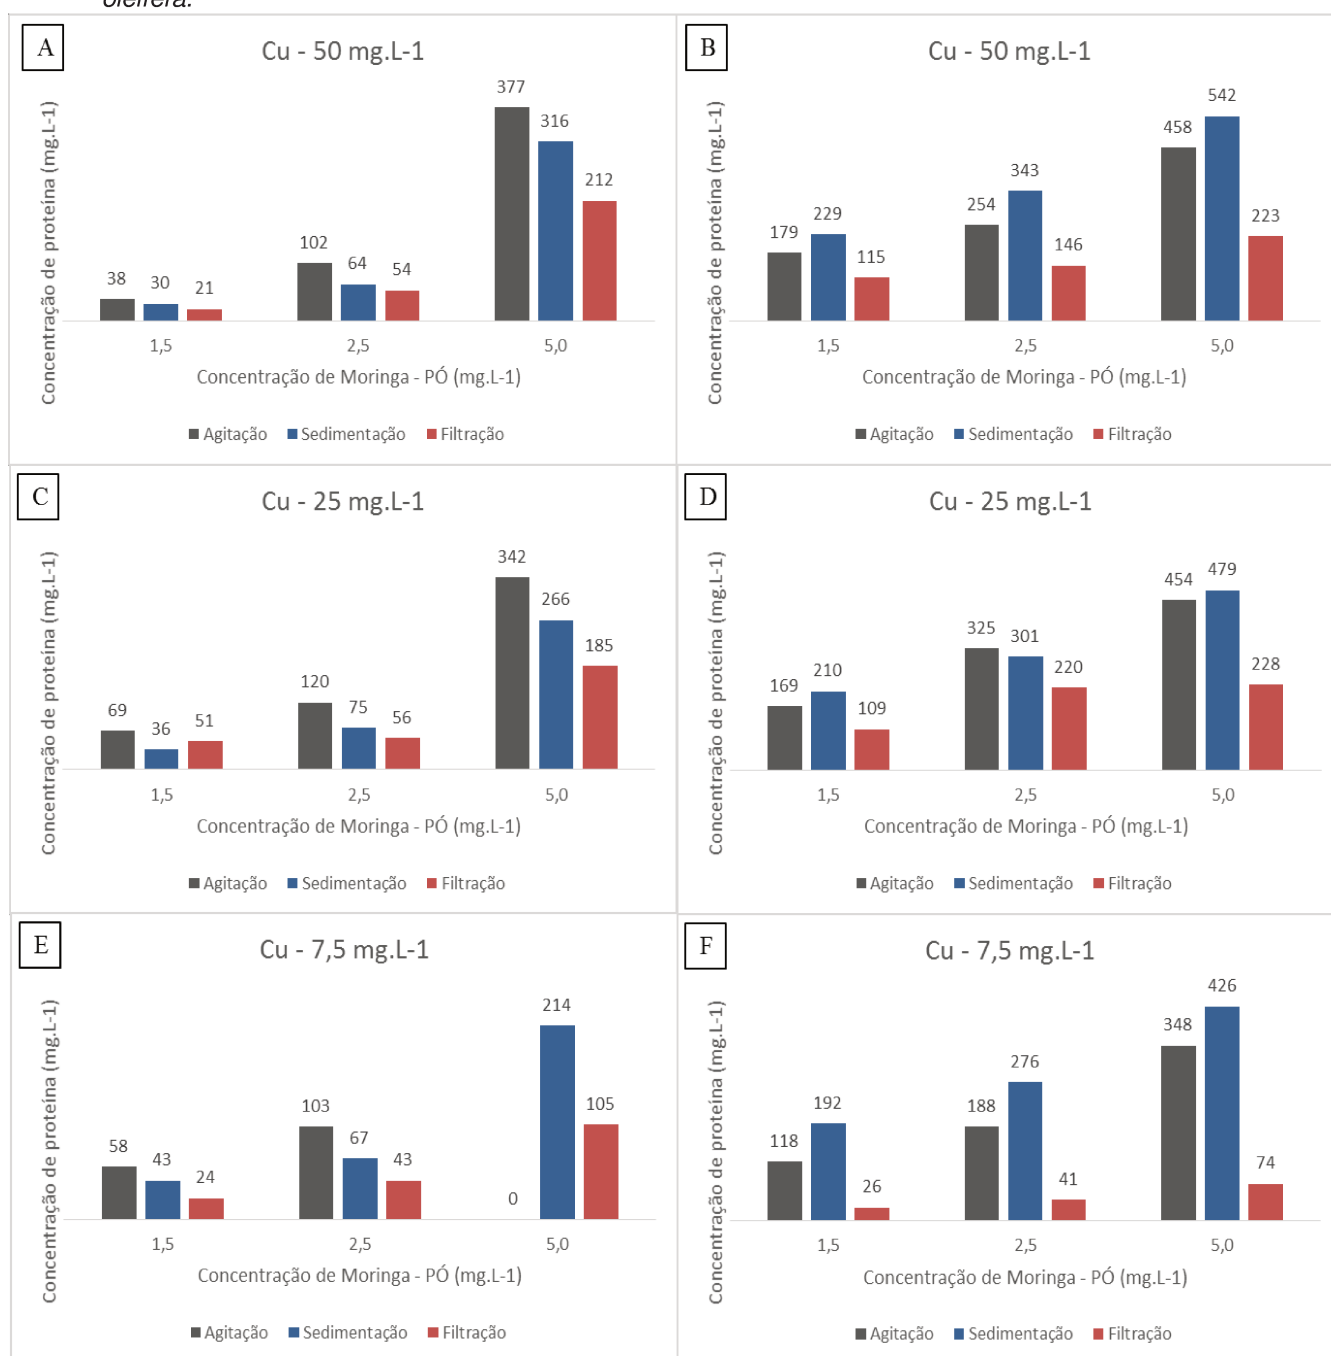 oleifera.
A
Cu - 50 mg.L-1
Concentração de proteína (mg.L-1)
377
316
212
102
64
54
38
30
21
1,5
2,5
5,0
Concentração de Moringa - PÓ (mg.L-1)
Agitação Sedimentação Filtração
B
Cu - 50 mg.L-1
Concentração de proteína (mg.L-1)
542
458
343
254
229
223
179
146
115
1,5
2,5
5,0
Concentração de Moringa - PÓ (mg.L-1)
Agitação Sedimentação Filtração
C
Cu - 25 mg.L-1
Concentração de proteína (mg.L-1)
342
266
185
120
75
56
69
36
51
1,5
2,5
5,0
Concentração de Moringa - PÓ (mg.L-1)
Agitação Sedimentação Filtração
D
Cu - 25 mg.L-1
Concentração de proteína (mg.L-1)
454
479
228
325
301
220
169
210
109
1,5
2,5
5,0
Concentração de Moringa - PÓ (mg.L-1)
Agitação Sedimentação Filtração
E
Cu - 7,5 mg.L-1
Concentração de proteína (mg.L-1)
214
105
0
103
67
43
58
43
24
1,5
2,5
5,0
Concentração de Moringa - PÓ (mg.L-1)
Agitação Sedimentação Filtração
F
Cu - 7,5 mg.L-1
Concentração de proteína (mg.L-1)
426
348
276
192
188
118
74
41
26
1,5
2,5
5,0
Concentração de Moringa - PÓ (mg.L-1)
Agitação Sedimentação Filtração